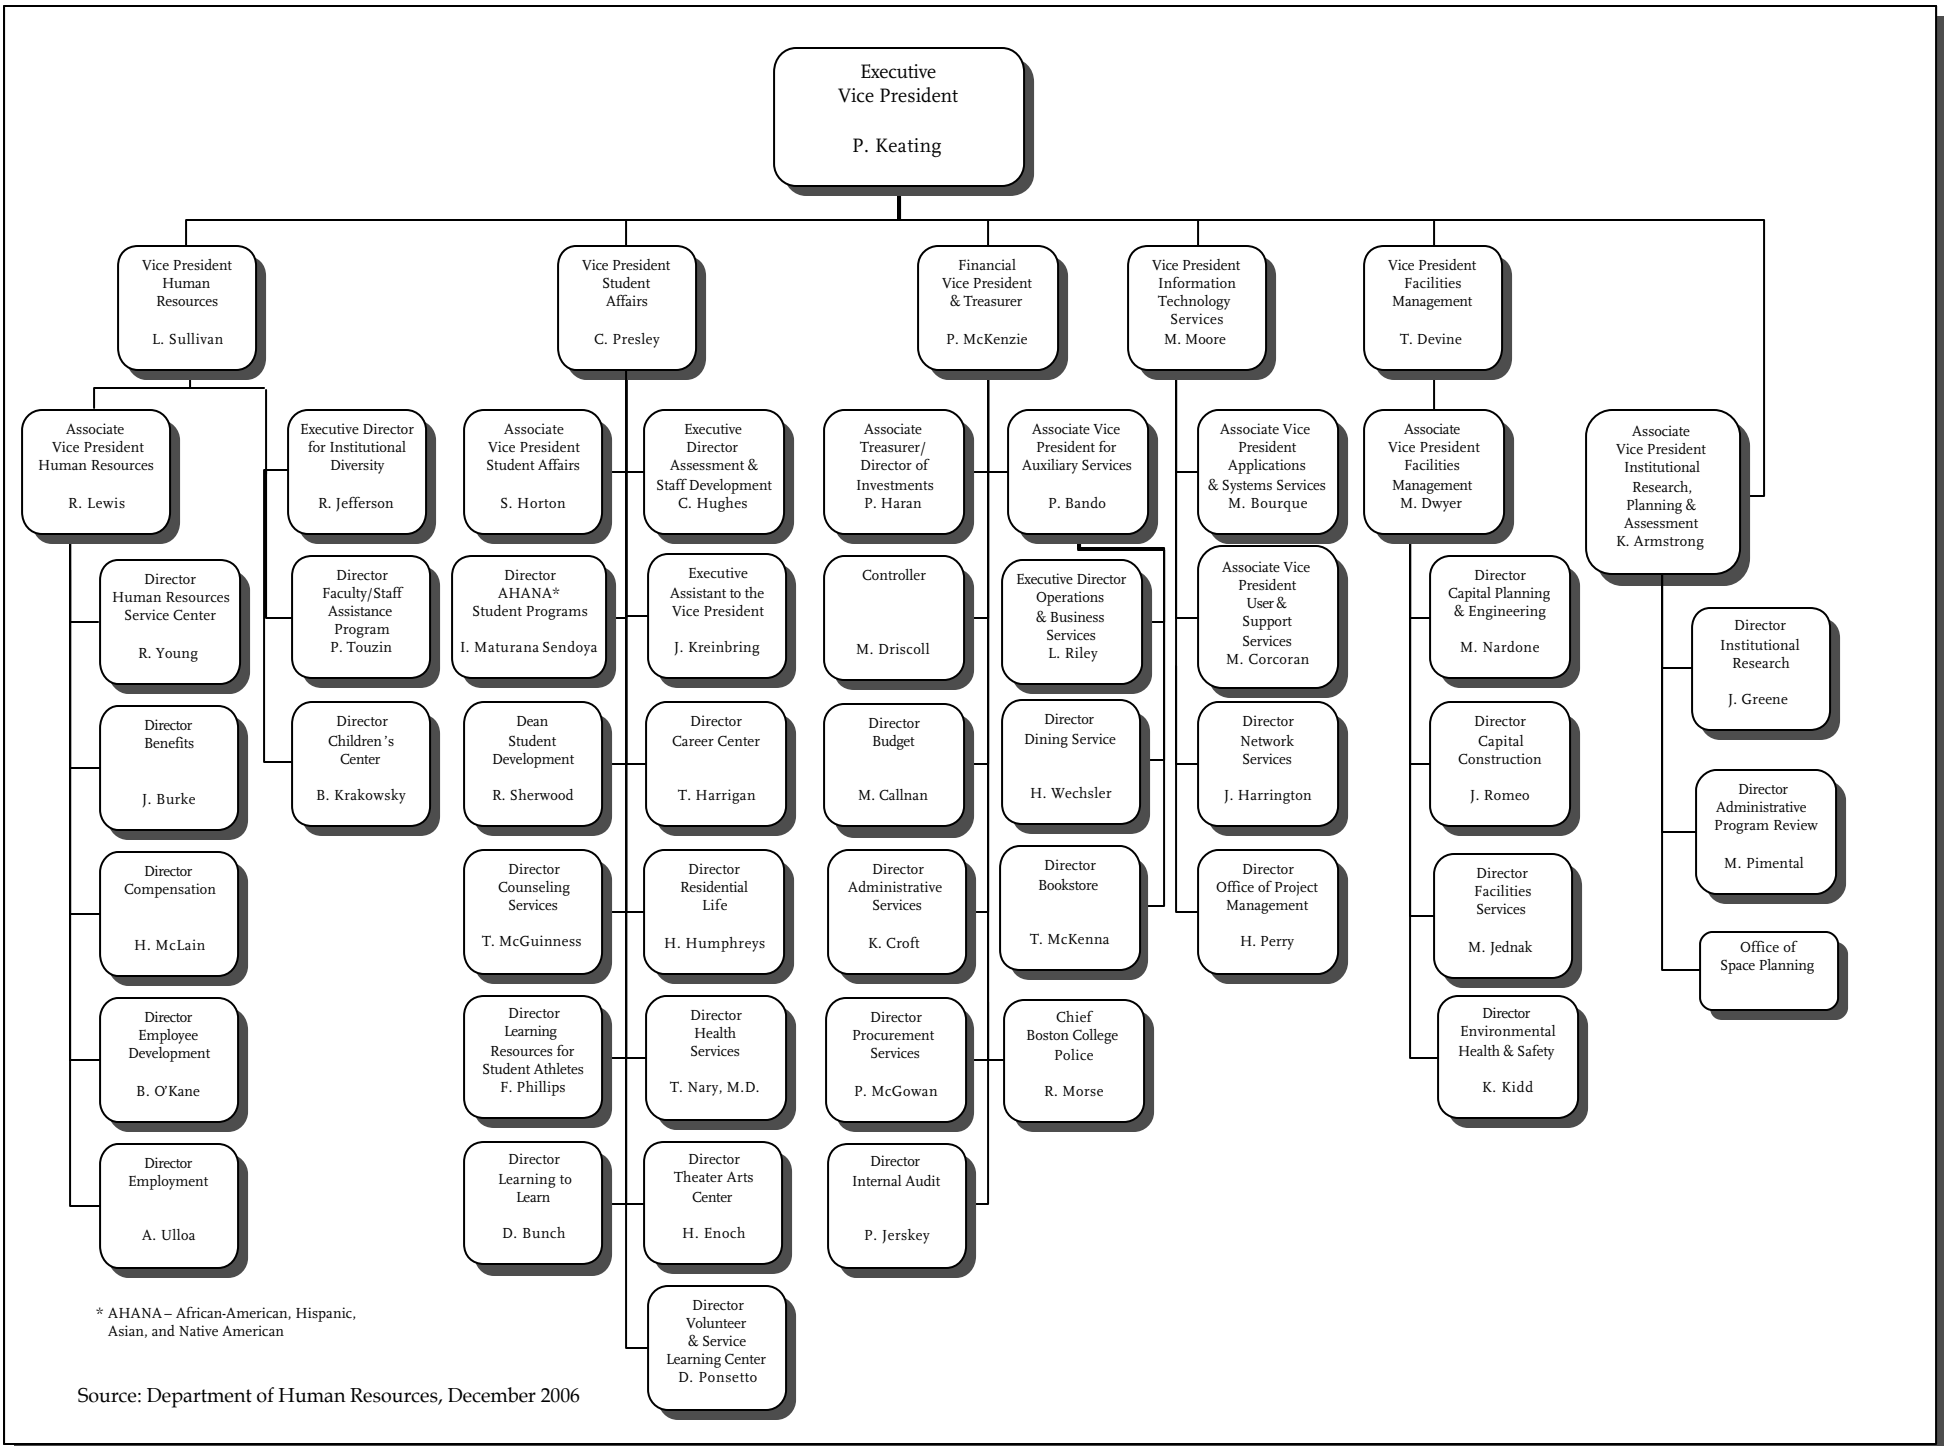 Executive
Vice President
P. Keating
Vice President
Human
Resources
L. Sullivan
Vice President
Student
Affairs
C. Presley
Financial
Vice President
& Treasurer
P. McKenzie
Vice President
Information
Technology
Services
M. Moore
Vice President
Facilities
Management
T. Devine
Associate
Vice President
Human Resources
R. Lewis
Executive Director
for Institutional
Diversity
R. Jefferson
Associate
Vice President
Student Affairs
S. Horton
Executive
Director
Assessment &
Staff Development
C. Hughes
Associate
Treasurer/
Director of
Investments
P. Haran
Associate Vice
President for
Auxiliary Services
P. Bando
Associate Vice
President
Applications
& Systems Services
M. Bourque
Associate
Vice President
Facilities
Management
M. Dwyer
Associate
Vice President
Institutional
Research,
Planning &
Assessment
K. Armstrong
Director
Human Resources
Service Center
R. Young
Director
Faculty/Staff
Assistance
Program
P. Touzin
Director
AHANA*
Student Programs
I. Maturana Sendoya
Executive
Assistant to the
Vice President
J. Kreinbring
Controller
M. Driscoll
Executive Director
Operations
& Business
Services
L. Riley
Associate Vice
President
User &
Support
Services
M. Corcoran
Director
Capital Planning
& Engineering
M. Nardone
Director
Institutional
Research
J. Greene
Director
Benefits
J. Burke
Director
Children's
Center
B. Krakowsky
Dean
Student
Development
R. Sherwood
Director
Career Center
T. Harrigan
Director
Budget
M. Callnan
Director
Dining Service
H. Wechsler
Director
Network
Services
J. Harrington
Director
Capital
Construction
J. Romeo
Director
Administrative
Program Review
M. Pimental
Director
Compensation
H. McLain
Director
Counseling
Services
T. McGuinness
Director
Residential
Life
H. Humphreys
Director
Administrative
Services
K. Croft
Director
Bookstore
T. McKenna
Director
Office of Project
Management
H. Perry
Director
Facilities
Services
M. Jednak
Office of
Space Planning
Director
Employee
Development
B. O'Kane
Director
Learning
Resources for
Student Athletes
F. Phillips
Director
Health
Services
T. Nary, M.D.
Director
Procurement
Services
P. McGowan
Chief
Boston College
Police
R. Morse
Director
Environmental
Health & Safety
K. Kidd
Director
Employment
A. Ulloa
Director
Learning to
Learn
D. Bunch
Director
Theater Arts
Center
H. Enoch
Director
Internal Audit
P. Jerskey
Director
Volunteer
& Service
Learning Center
D. Ponsetto
* AHANA – African-American, Hispanic,
Asian, and Native American
Source: Department of Human Resources, December 2006